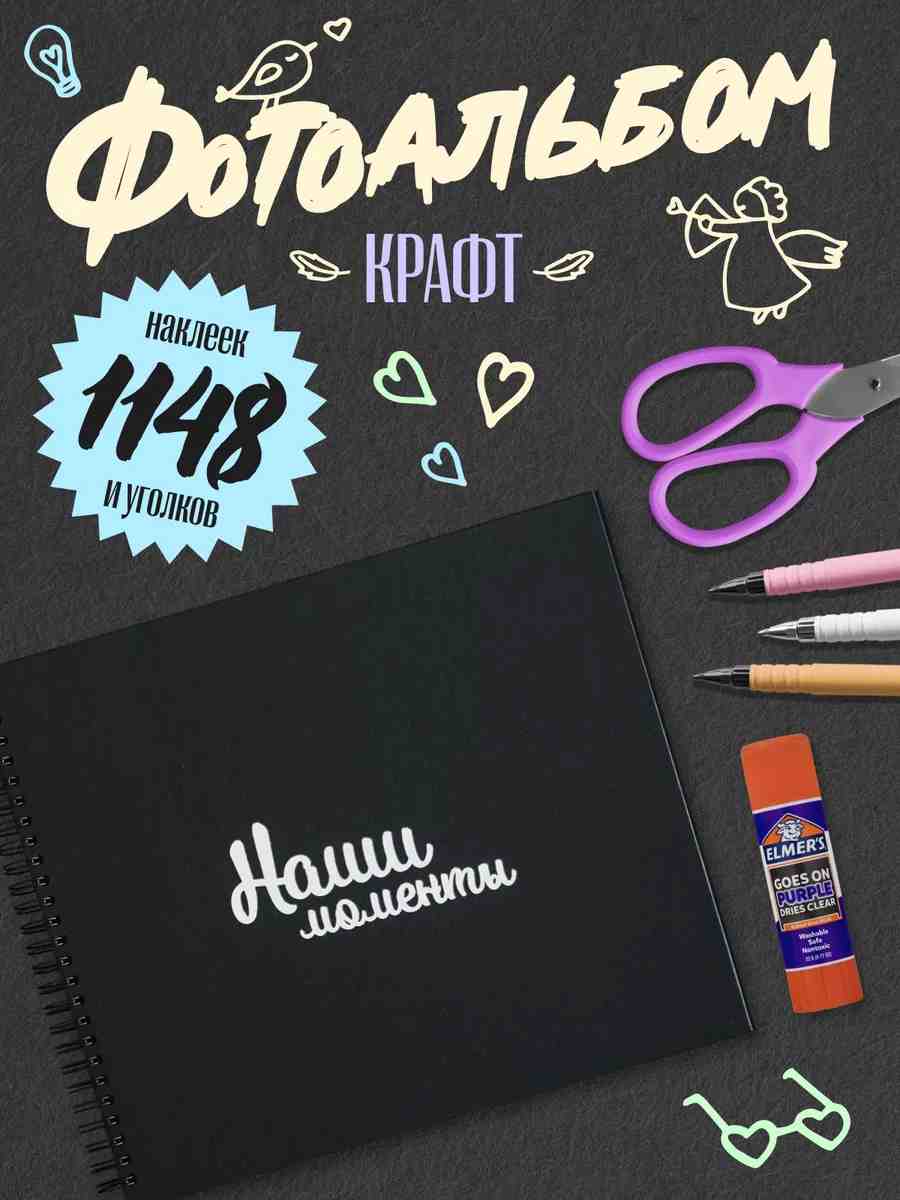 Фотоальбом
КРАФТ
наклеек
1148
и уголков
Наши
моменты
ELMER'S
GOES ON
PURPLE
DRIES CLEAR
Washable
Safe
Nontoxic